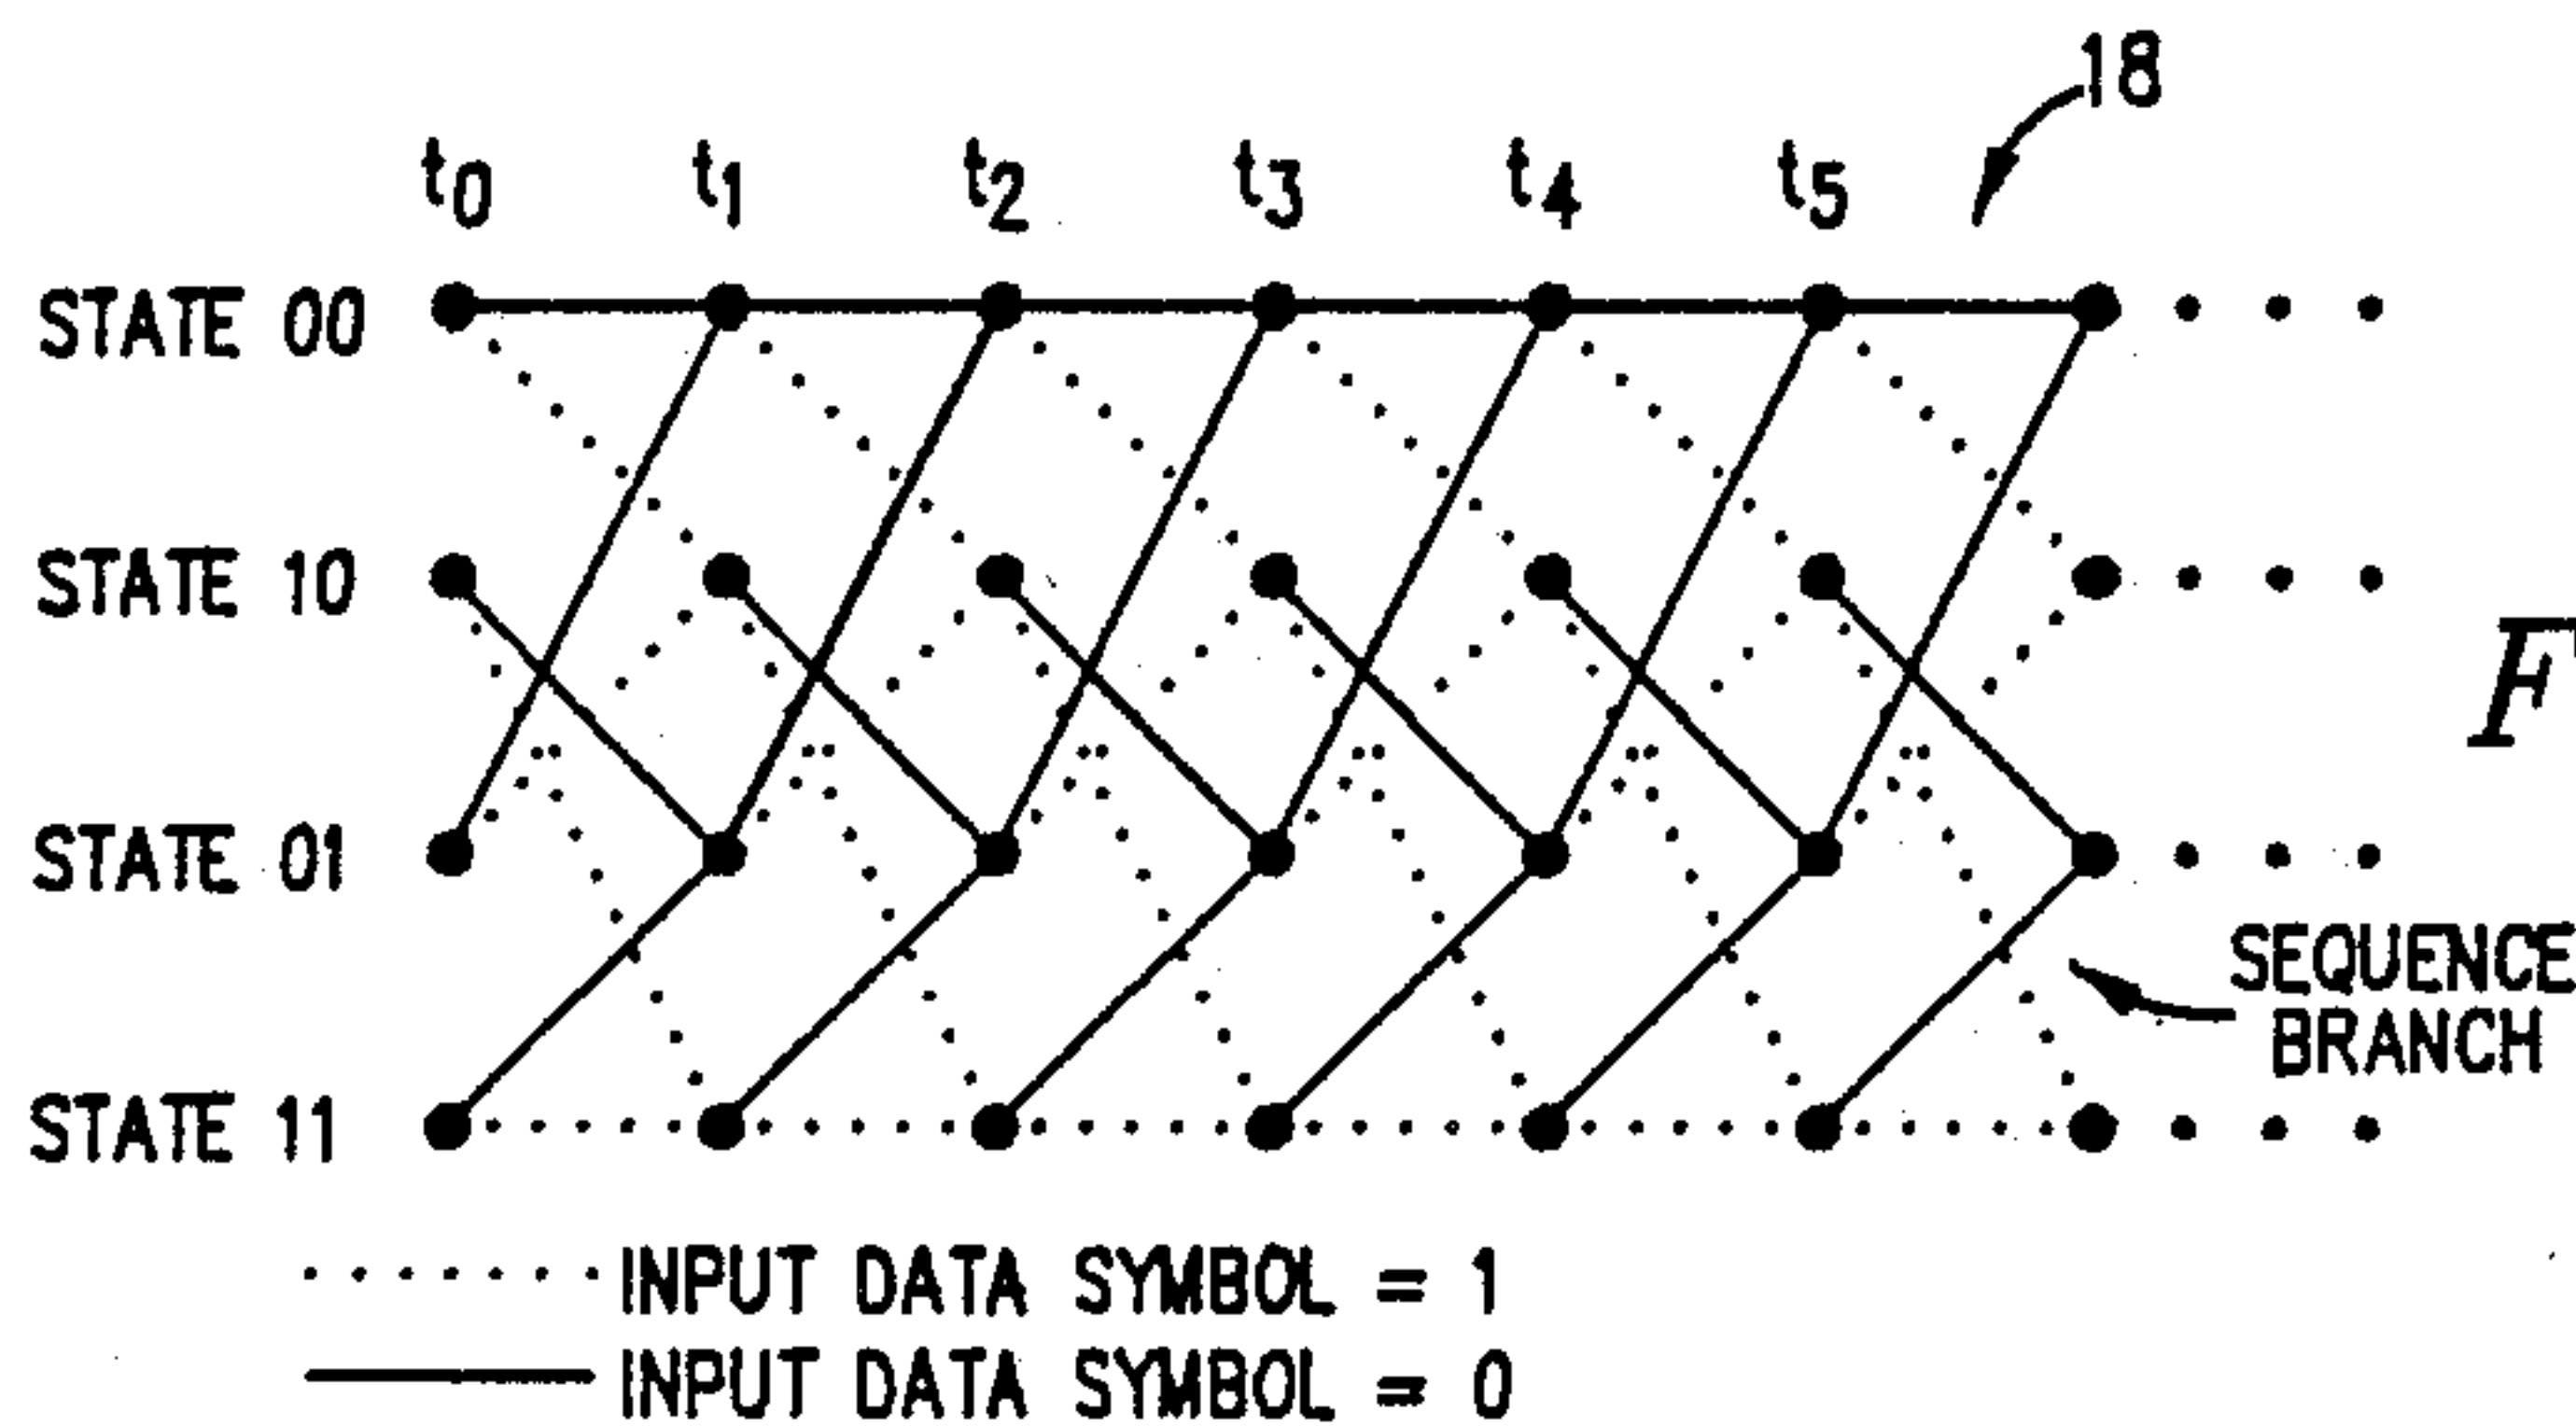 18
t0 t1 t2 t3 t4 t5
STATE 00
STATE 10
F
STATE 01
SEQUENCE
BRANCH
STATE 11
INPUT DATA SYMBOL = 1
INPUT DATA SYMBOL = 0